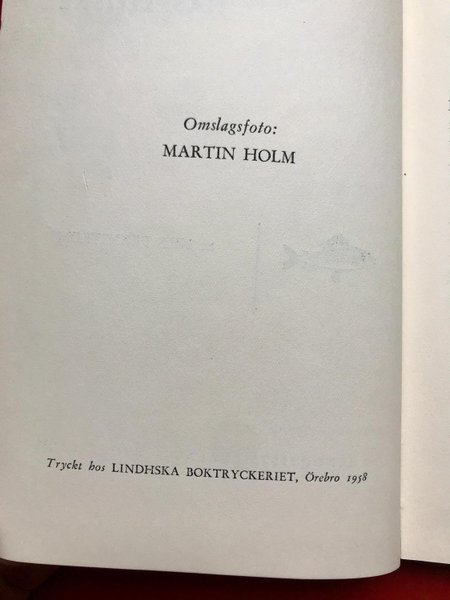 Omslagsfoto:
MARTIN HOLM
Tryckt hos LINDHSKA BOKTRYCKERIET, Örebro 1958